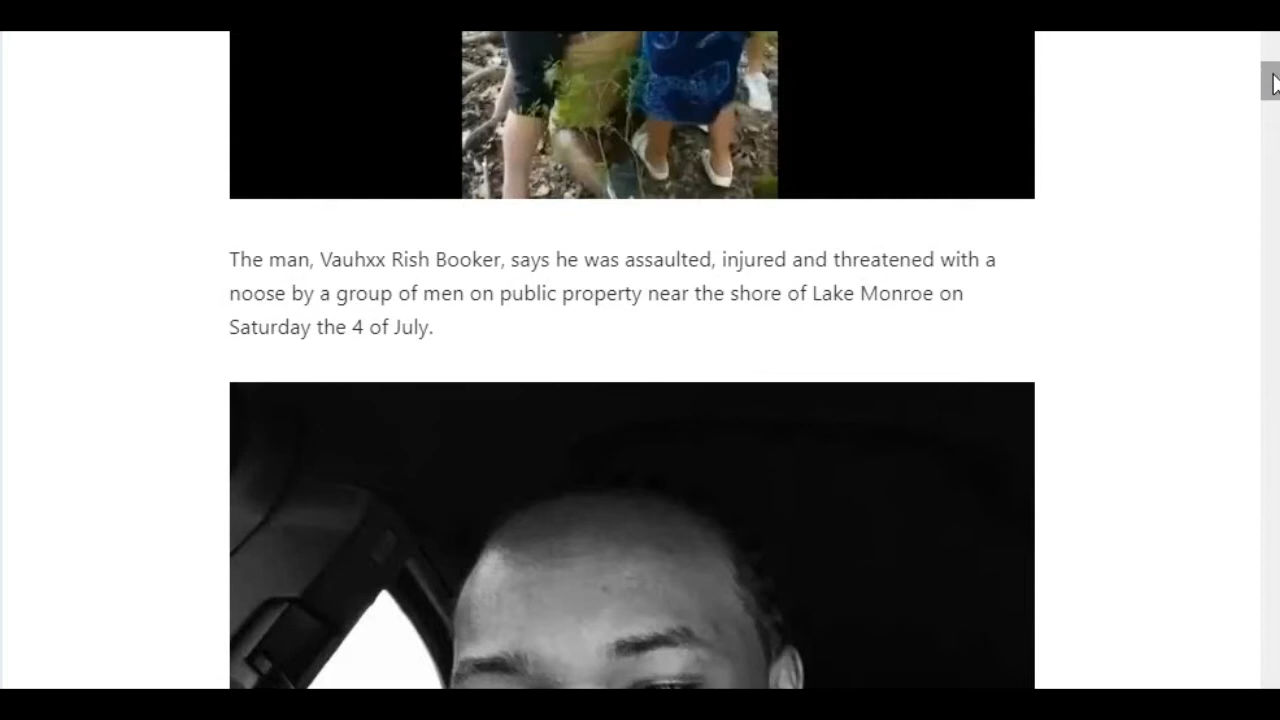 The man, Vauhxx Rish Booker, says he was assaulted, injured and threatened with a
noose by a group of men on public property near the shore of Lake Monroe on
Saturday the 4 of July.